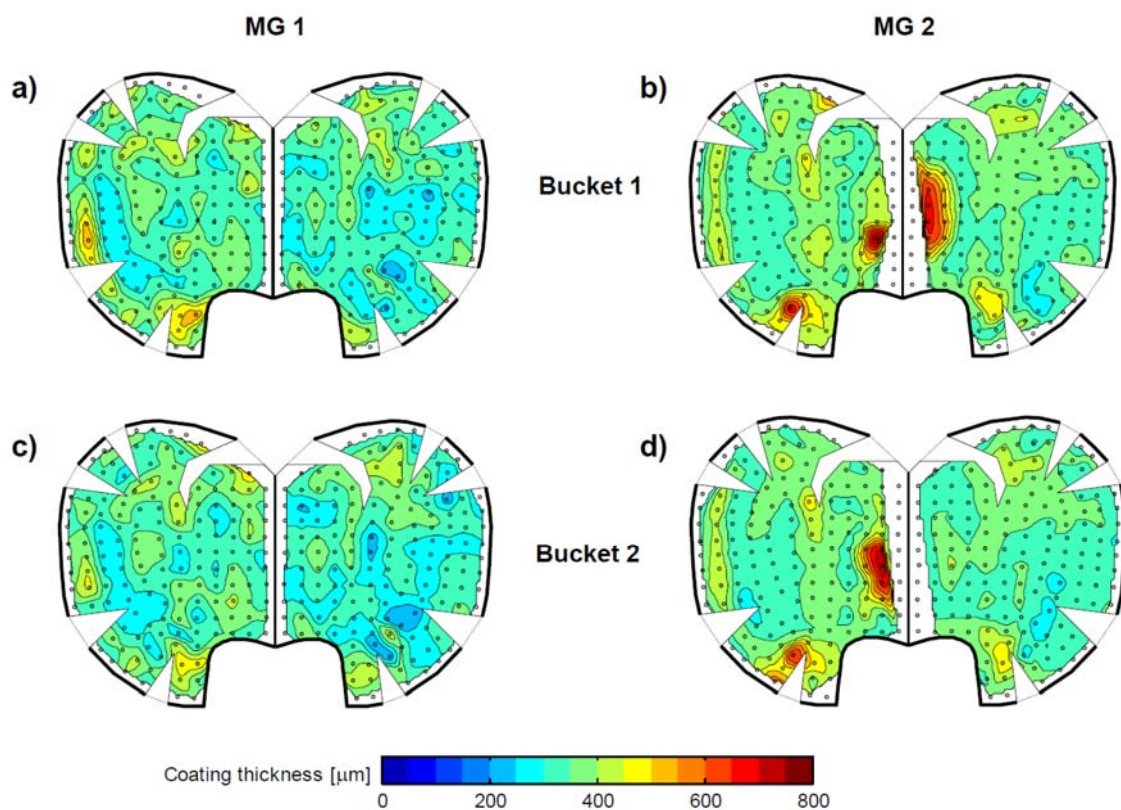 MG 1
MG 2
a)
b)
Bucket 1
c)
d)
Bucket 2
Coating thickness [μm]
0 200 400 600 800